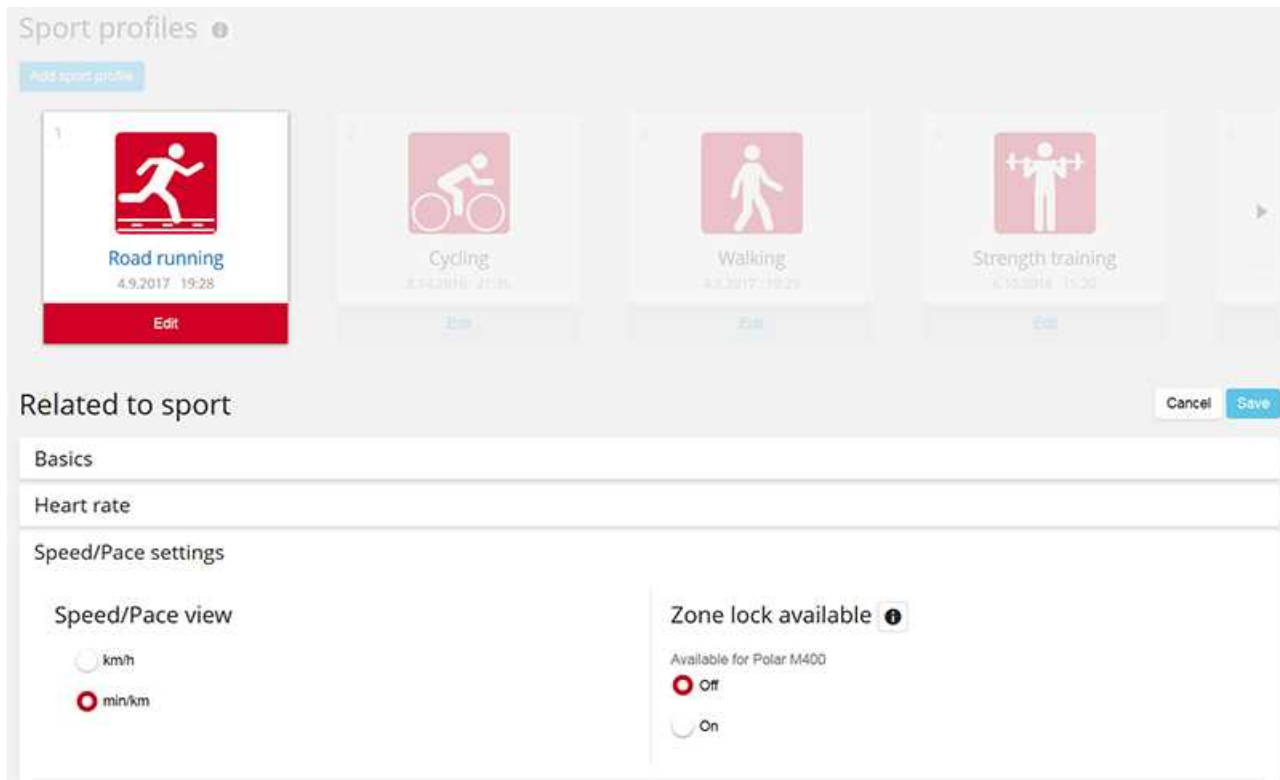 Sport profiles
Add sport profile
1
2
Road running
Cycling
Walking
Strength training
4.9.2017 19:28
Edit
Edit
Edit
Edit
Related to sport
Cancel
Save
Basics
Heart rate
Speed/Pace settings
Speed/Pace view
Zone lock available
km/h
Available for Polar M400
min/km
Off
On